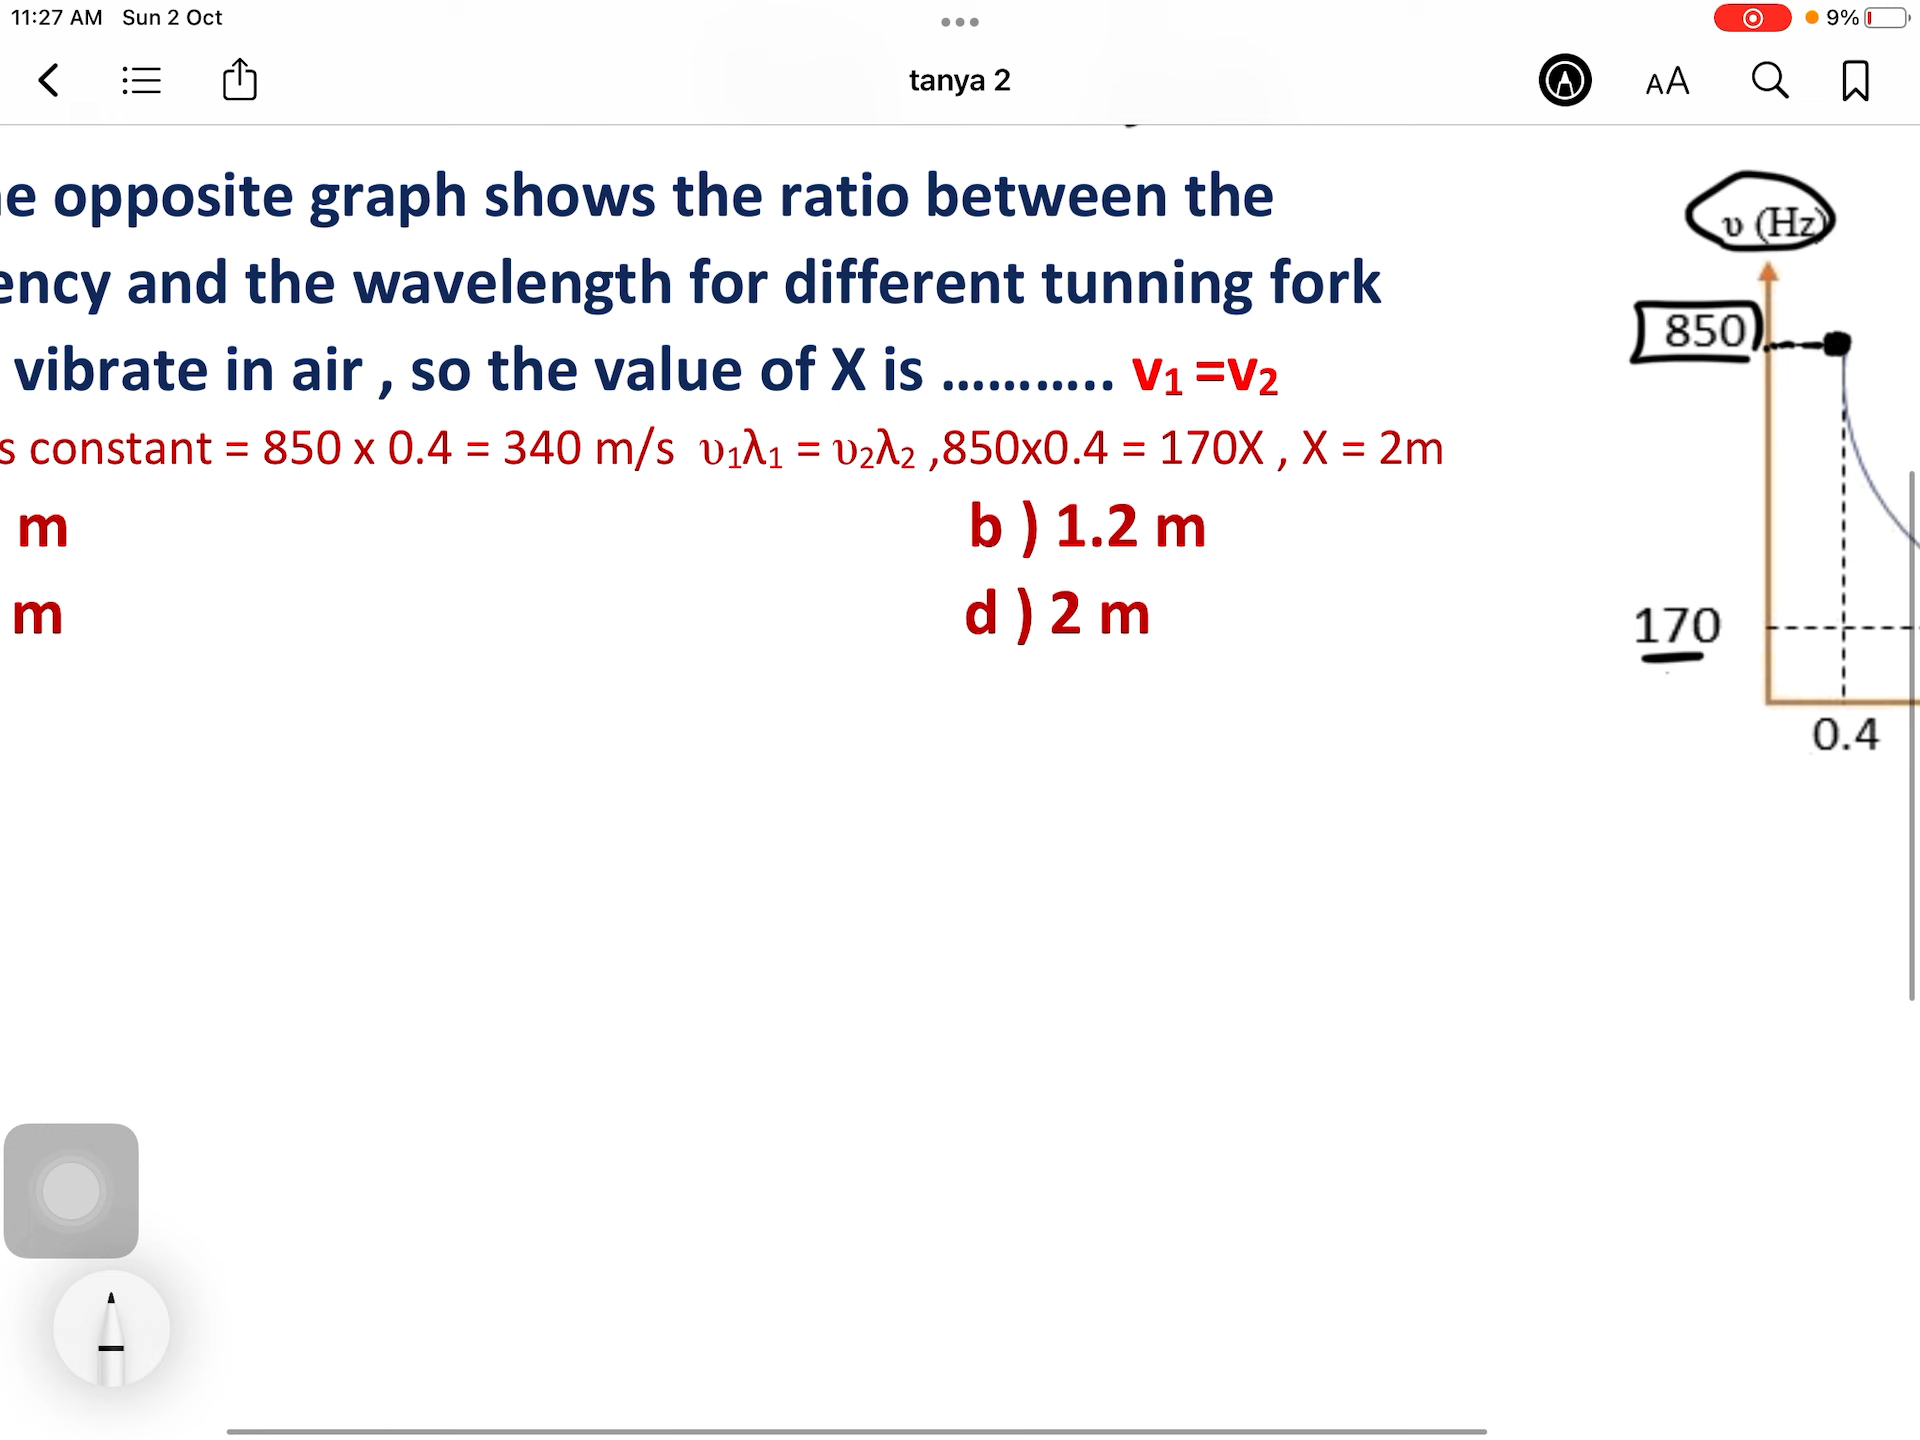 11:27 AM Sun 2 Oct
9%
tanya 2
AA
e opposite graph shows the ratio between the
ency and the wavelength for different tunning fork
vibrate in air , so the value of X is ........... v₁ =v₂
s constant = 850 x 0.4 = 340 m/s υ₁λ₁ = υ₂λ₂ ,850x0.4 = 170X , X = 2m
m
b ) 1.2 m
m
d ) 2 m
υ (Hz)
850
170
0.4